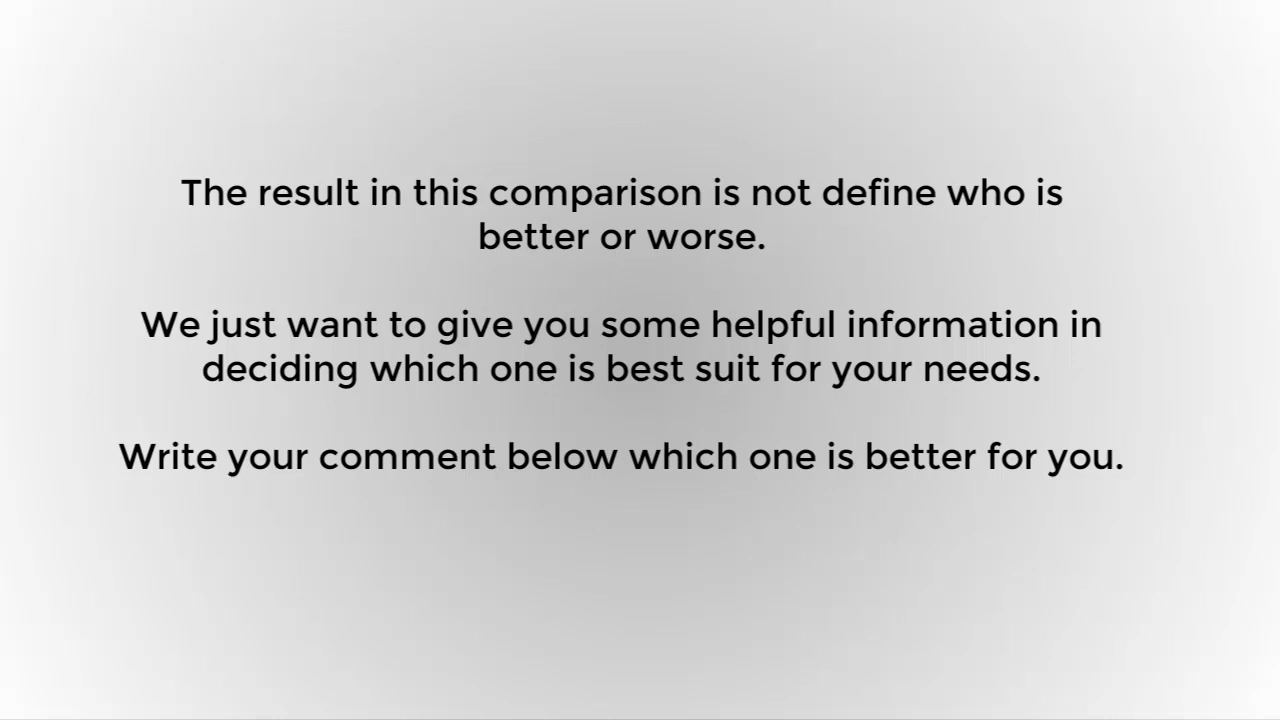 The result in this comparison is not define who is
better or worse.
We just want to give you some helpful information in
deciding which one is best suit for your needs.
Write your comment below which one is better for you.